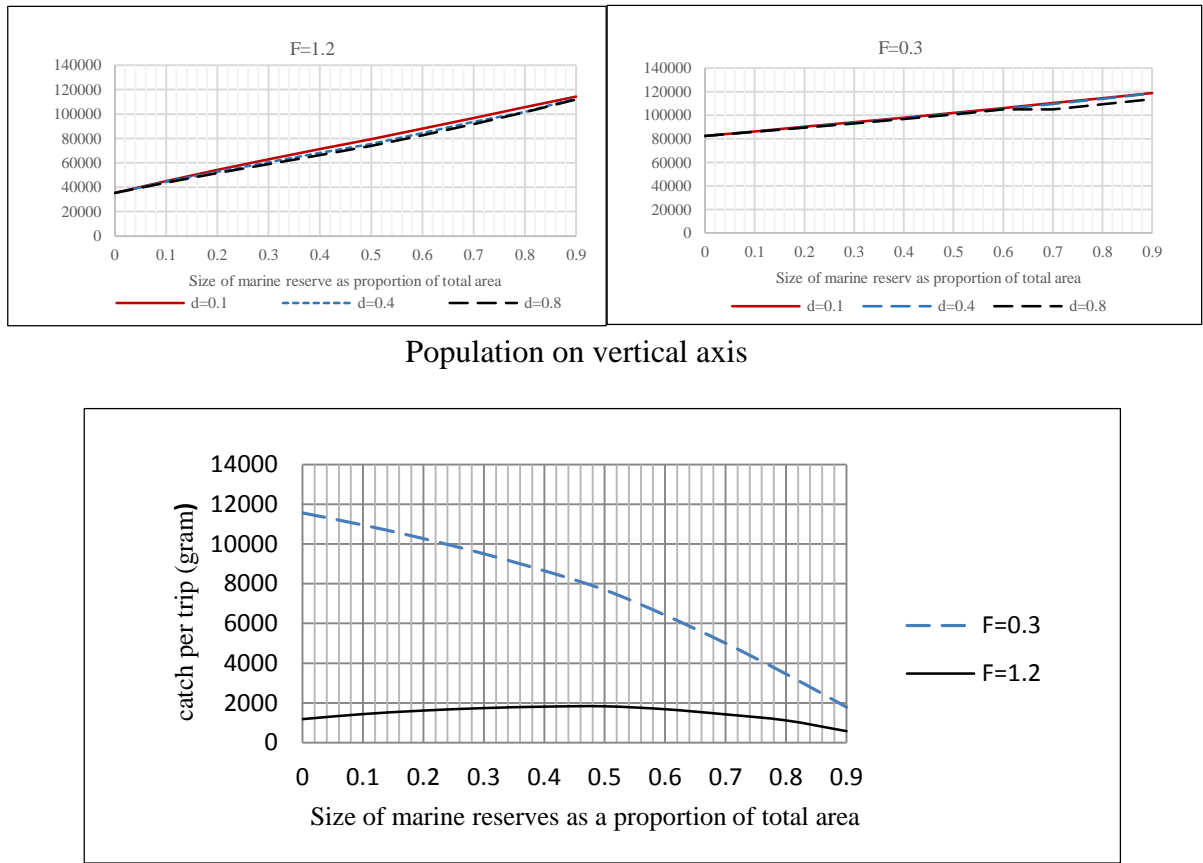 F=1.2
140000
120000
100000
80000
60000
40000
20000
0
0 0.1 0.2 0.3 0.4 0.5 0.6 0.7 0.8 0.9
Size of marine reserve as proportion of total area
d=0.1 d=0.4 d=0.8
F=0.3
140000
120000
100000
80000
60000
40000
20000
0
0 0.1 0.2 0.3 0.4 0.5 0.6 0.7 0.8 0.9
Size of marine reserv as proportion of total area
d=0.1 d=0.4 d=0.8
Population on vertical axis
catch per trip (gram)
14000
12000
10000
8000
6000
4000
2000
0
0 0.1 0.2 0.3 0.4 0.5 0.6 0.7 0.8 0.9
Size of marine reserves as a proportion of total area
F=0.3
F=1.2